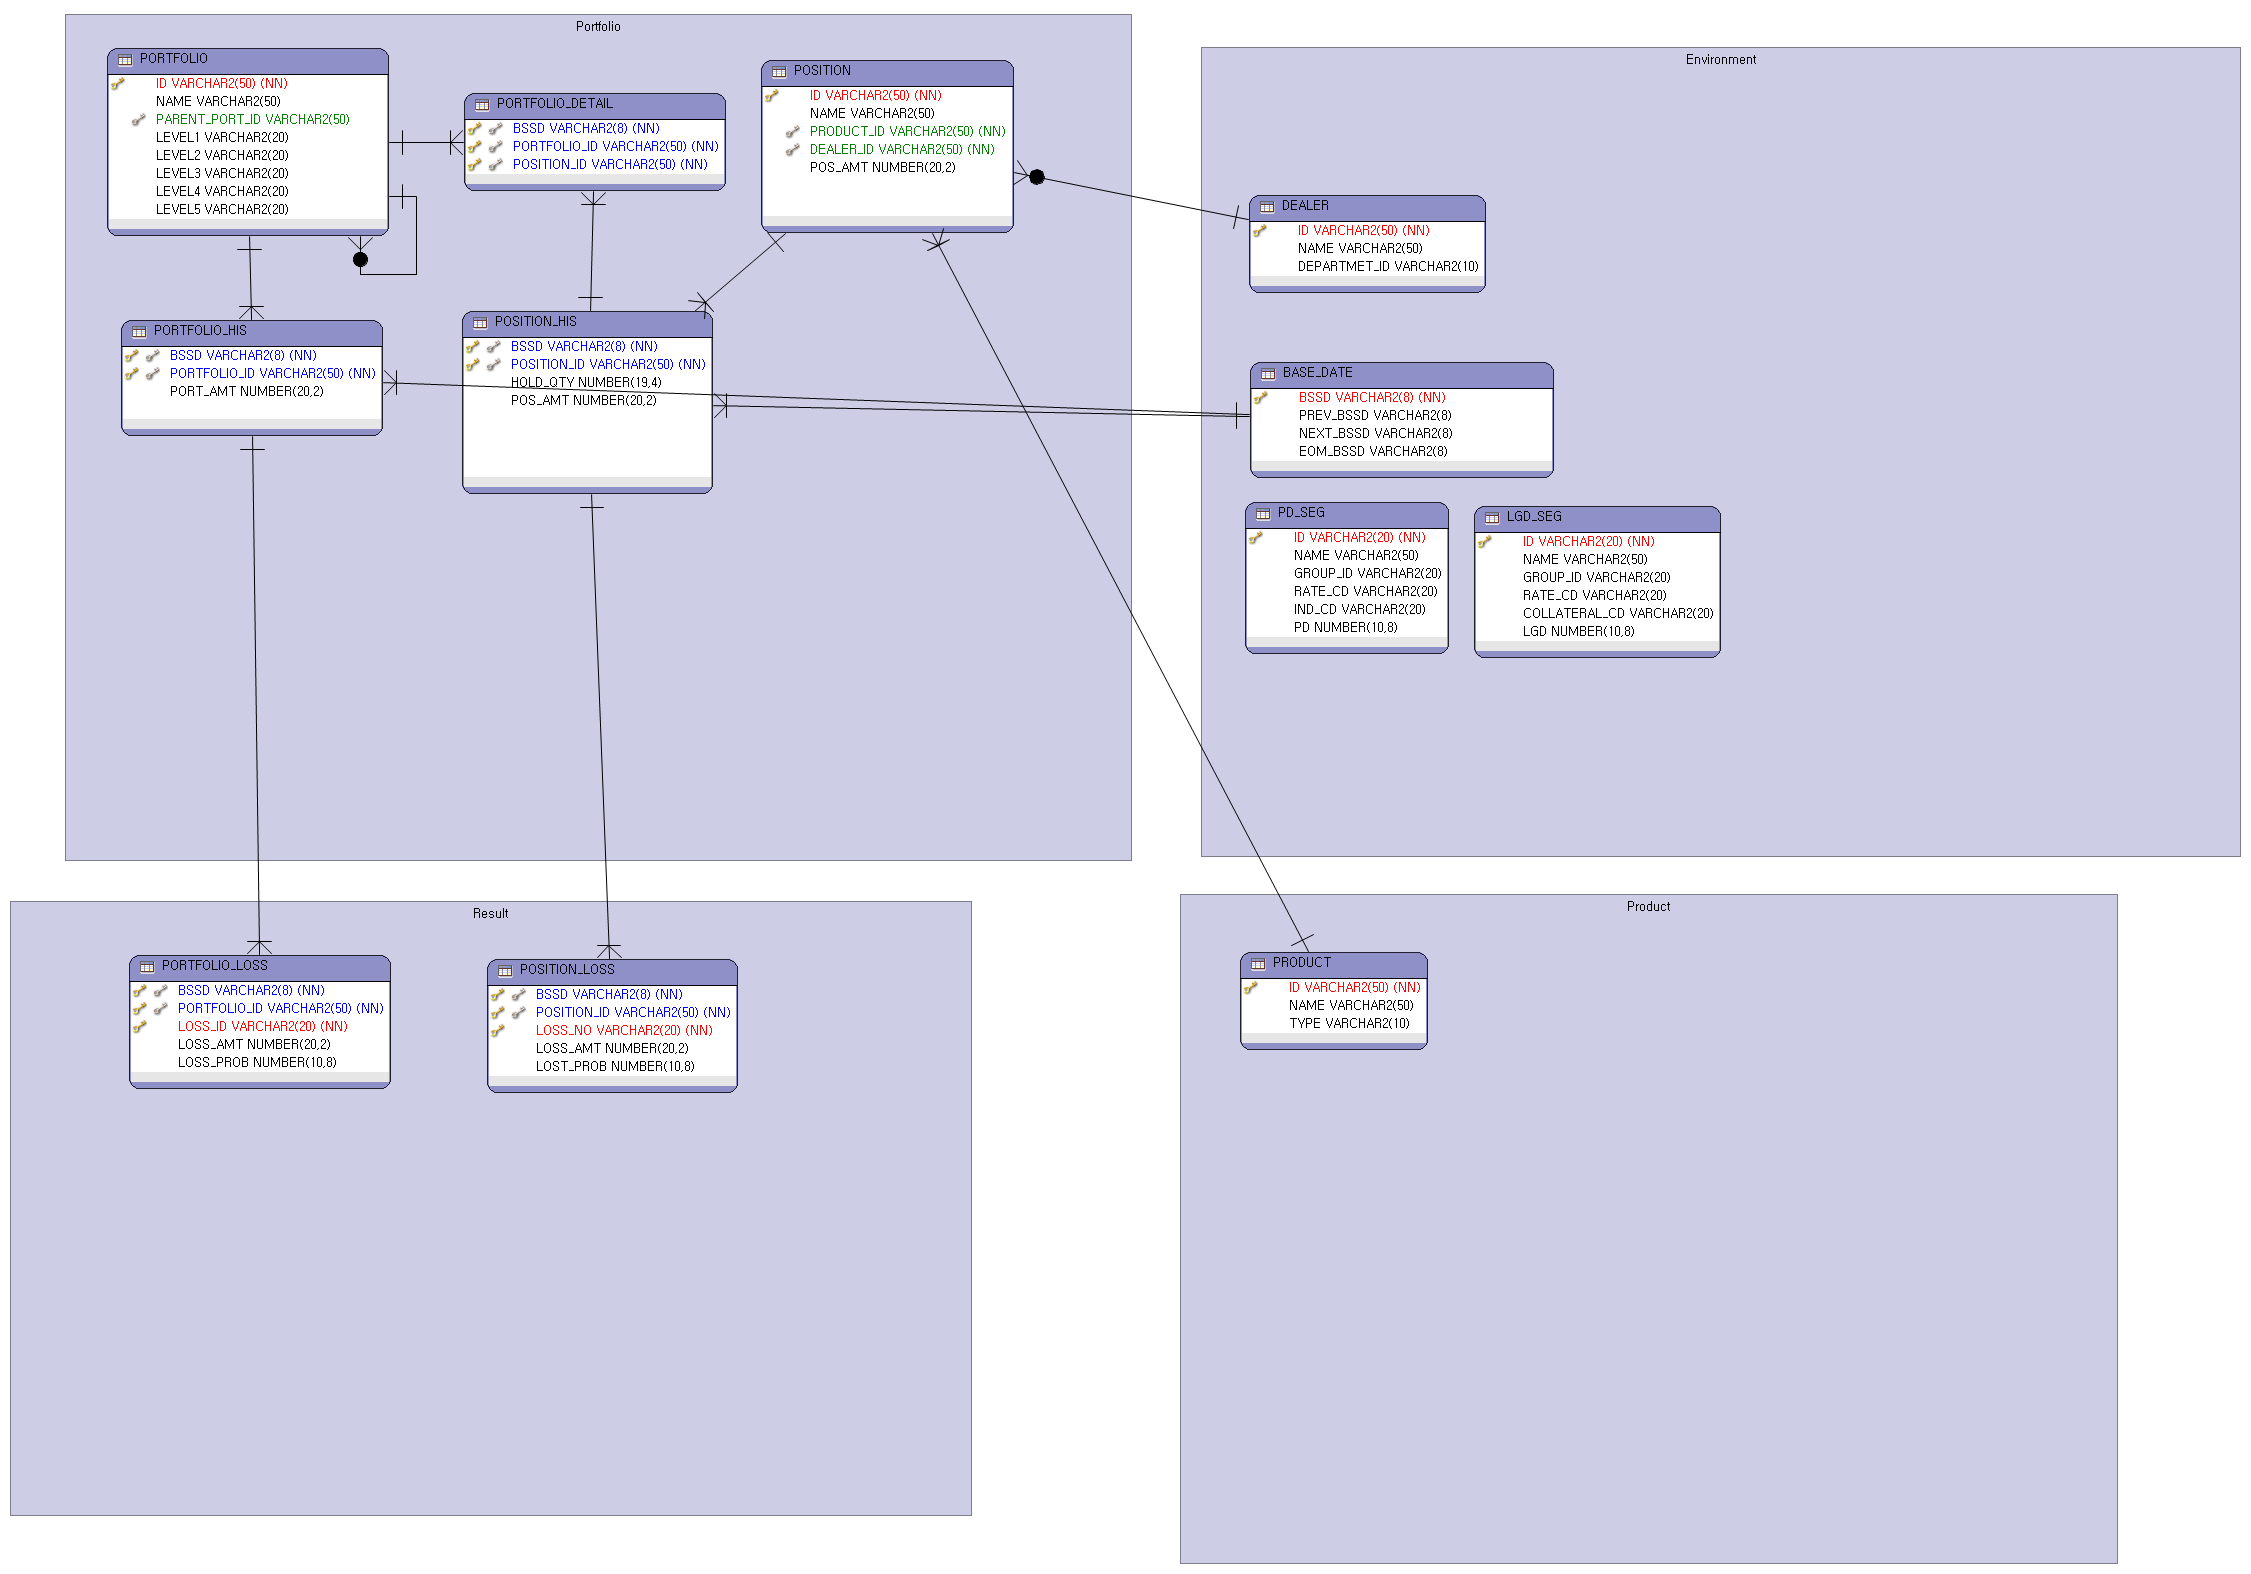 Portfolio
PORTFOLIO
ID VARCHAR2(50) (NN)
NAME VARCHAR2(50)
PARENT_PORT_ID VARCHAR2(50)
LEVEL1 VARCHAR2(20)
LEVEL2 VARCHAR2(20)
LEVEL3 VARCHAR2(20)
LEVEL4 VARCHAR2(20)
LEVEL5 VARCHAR2(20)
PORTFOLIO_DETAIL
BSSD VARCHAR2(8) (NN)
PORTFOLIO_ID VARCHAR2(50) (NN)
POSITION_ID VARCHAR2(50) (NN)
POSITION
ID VARCHAR2(50) (NN)
NAME VARCHAR2(50)
PRODUCT_ID VARCHAR2(50) (NN)
DEALER_ID VARCHAR2(50) (NN)
POS_AMT NUMBER(20,2)
PORTFOLIO_HIS
BSSD VARCHAR2(8) (NN)
PORTFOLIO_ID VARCHAR2(50) (NN)
PORT_AMT NUMBER(20,2)
POSITION_HIS
BSSD VARCHAR2(8) (NN)
POSITION_ID VARCHAR2(50) (NN)
HOLD_QTY NUMBER(19,4)
POS_AMT NUMBER(20,2)
Environment
DEALER
ID VARCHAR2(50) (NN)
NAME VARCHAR2(50)
DEPARTMET_ID VARCHAR2(10)
BASE_DATE
BSSD VARCHAR2(8) (NN)
PREV_BSSD VARCHAR2(8)
NEXT_BSSD VARCHAR2(8)
EOM_BSSD VARCHAR2(8)
PD_SEG
ID VARCHAR2(20) (NN)
NAME VARCHAR2(50)
GROUP_ID VARCHAR2(20)
RATE_CD VARCHAR2(20)
IND_CD VARCHAR2(20)
PD NUMBER(10,8)
LGD_SEG
ID VARCHAR2(20) (NN)
NAME VARCHAR2(50)
GROUP_ID VARCHAR2(20)
RATE_CD VARCHAR2(20)
COLLATERAL_CD VARCHAR2(20)
LGD NUMBER(10,8)
Result
PORTFOLIO_LOSS
BSSD VARCHAR2(8) (NN)
PORTFOLIO_ID VARCHAR2(50) (NN)
LOSS_ID VARCHAR2(20) (NN)
LOSS_AMT NUMBER(20,2)
LOSS_PROB NUMBER(10,8)
POSITION_LOSS
BSSD VARCHAR2(8) (NN)
POSITION_ID VARCHAR2(50) (NN)
LOSS_NO VARCHAR2(20) (NN)
LOSS_AMT NUMBER(20,2)
LOST_PROB NUMBER(10,8)
Product
PRODUCT
ID VARCHAR2(50) (NN)
NAME VARCHAR2(50)
TYPE VARCHAR2(10)